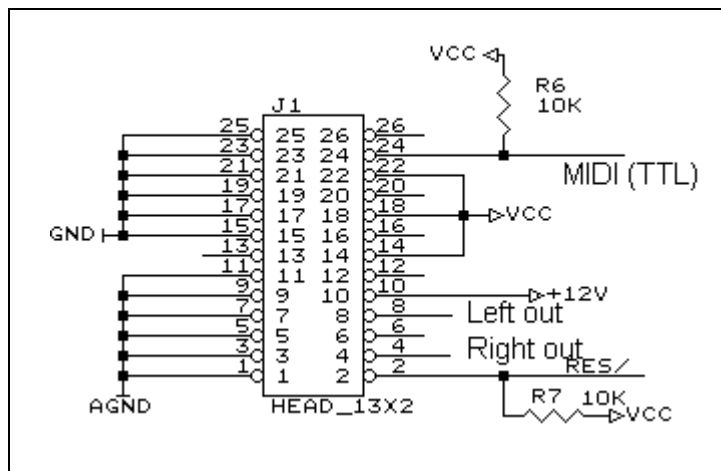 VCC
R6
10K
J1
25 25 26 26
23 23 24 24
MIDI (TTL)
21 21 22 22
19 19 20 20
17 17 18 18
VCC
GND
15 15 16 16
13 13 14 14
11 11 12 12
9 9 10 10
+12V
7 7 8 8
Left out
5 5 6 6
3 3 4 4
Right out
1 1 2 2
RES/
AGND
HEAD_13X2
R7 10K
VCC